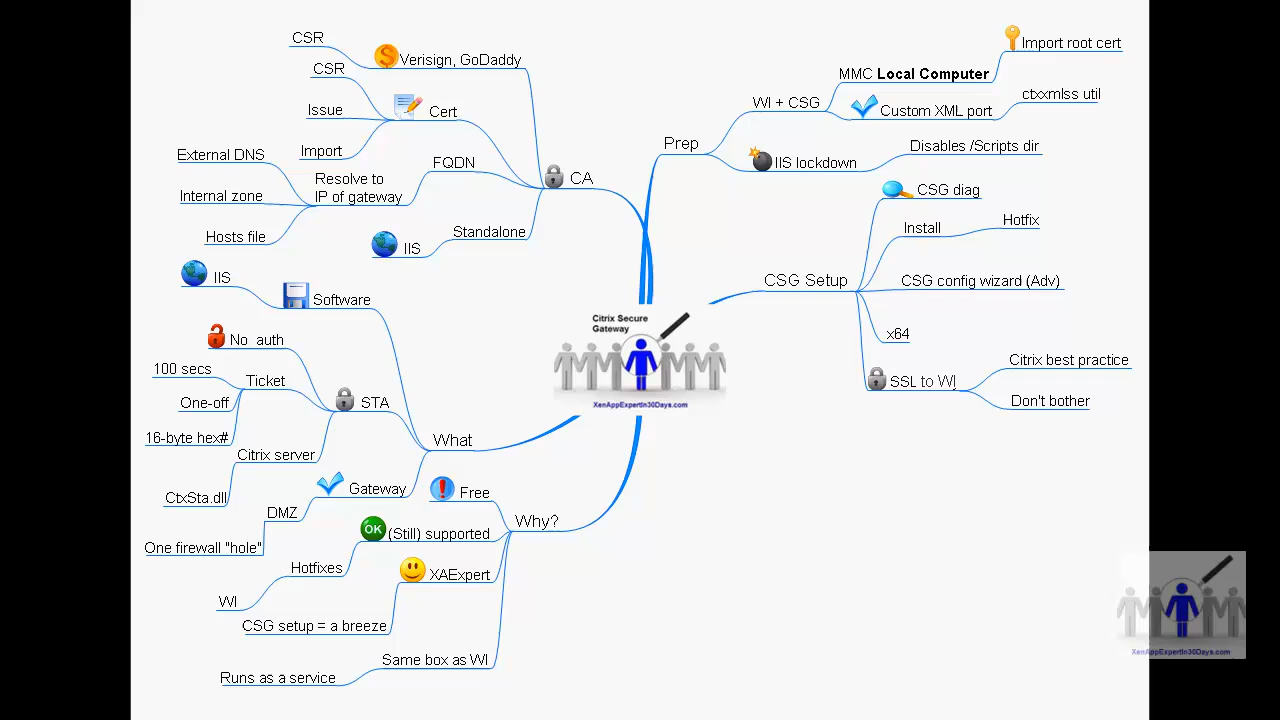 Citrix Secure
Gateway
XenAppExpertIn30Days.com
Prep
WI + CSG
MMC Local Computer
Import root cert
Custom XML port
ctxxmlss util
IIS lockdown
Disables /Scripts dir
CSG Setup
CSG diag
Install
Hotfix
CSG config wizard (Adv)
x64
SSL to WI
Citrix best practice
Don't bother
CA
Verisign, GoDaddy
CSR
Cert
CSR
Issue
Import
FQDN
Resolve to
IP of gateway
External DNS
Internal zone
Hosts file
Standalone
IIS
What
Software
IIS
STA
No auth
Ticket
100 secs
One-off
16-byte hex#
Citrix server
CtxSta.dll
Gateway
DMZ
One firewall "hole"
Why?
Free
(Still) supported
OK
Hotfixes
WI
XAExpert
CSG setup = a breeze
Same box as WI
Runs as a service
XenAppExpertIn30Days.com